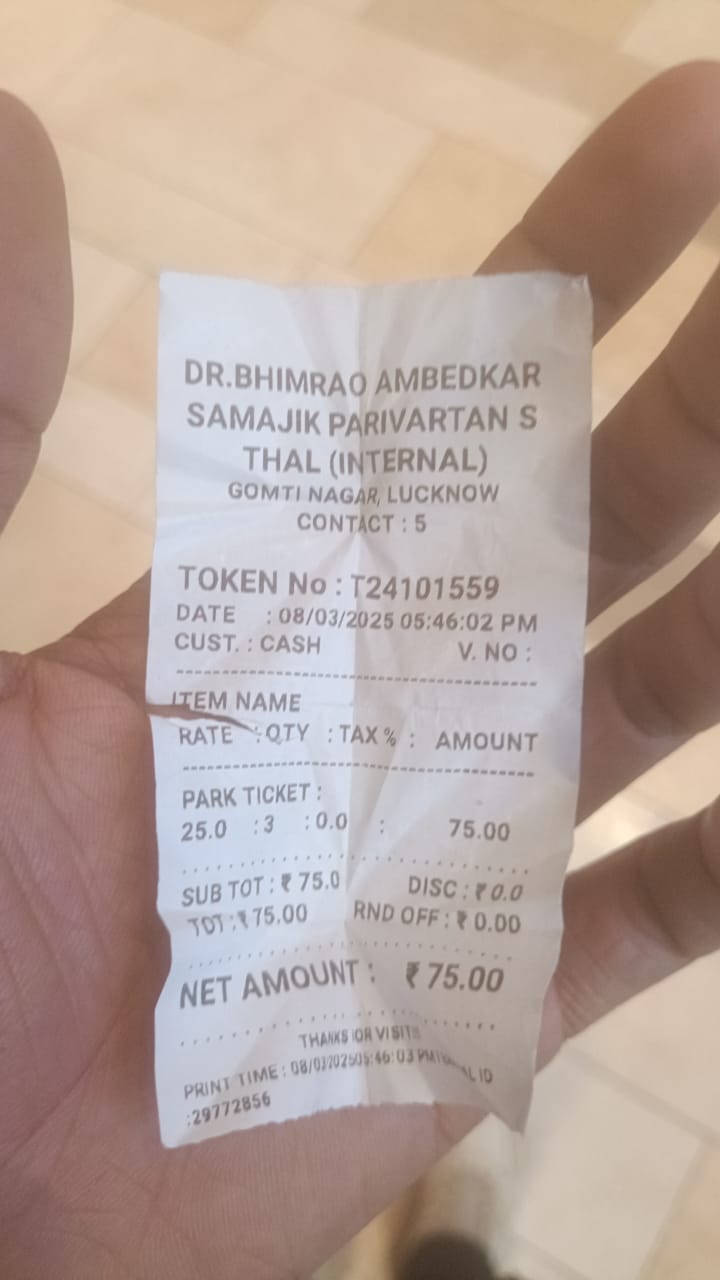 DR.BHIMRAO AMBEDKAR
SAMAJIK PARIVARTAN S
THAL (INTERNAL)
GOMTI NAGAR, LUCKNOW
CONTACT : 5
TOKEN No : T24101559
DATE : 08/03/2025 05:46:02 PM
CUST. : CASH V. NO :
ITEM NAME
RATE : QTY : TAX % : AMOUNT
PARK TICKET :
25.0 : 3 : 0.0 : 75.00
SUB TOT : ₹ 75.0 DISC : ₹ 0.0
TOT : ₹ 75.00 RND OFF : ₹ 0.00
NET AMOUNT : ₹ 75.00
THANKS VISIT
PRINT TIME : 08/03/2025 05:46:03 PM ID
:29772856